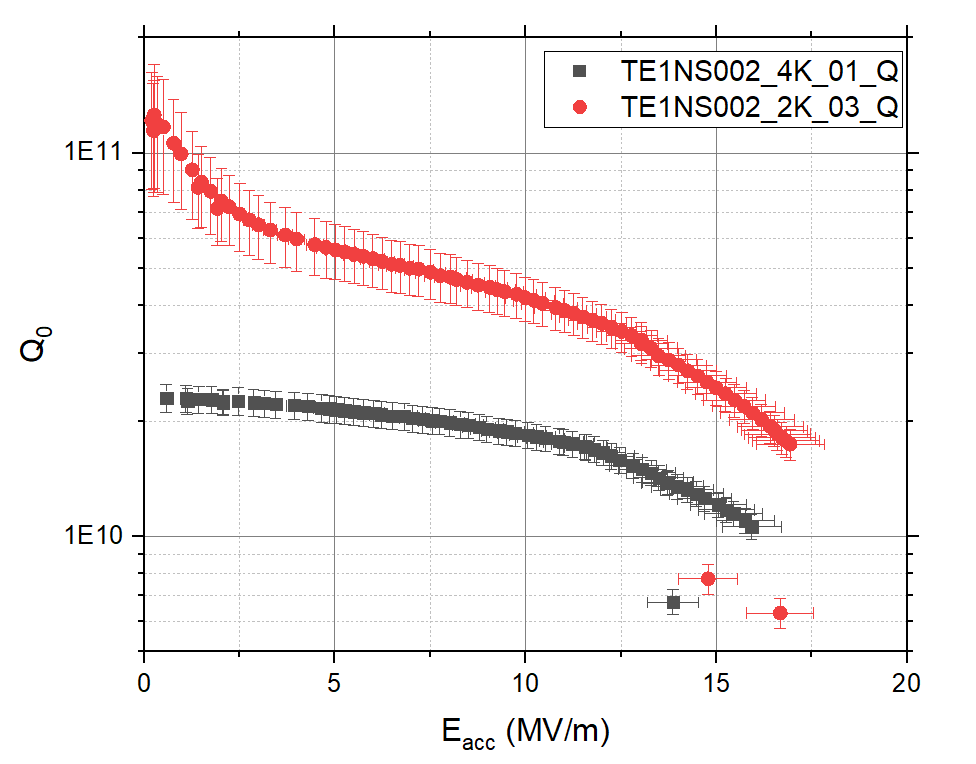 TE1NS002_4K_01_Q
TE1NS002_2K_03_Q
1E11
1E10
Q0
0 5 10 15 20
Eacc (MV/m)